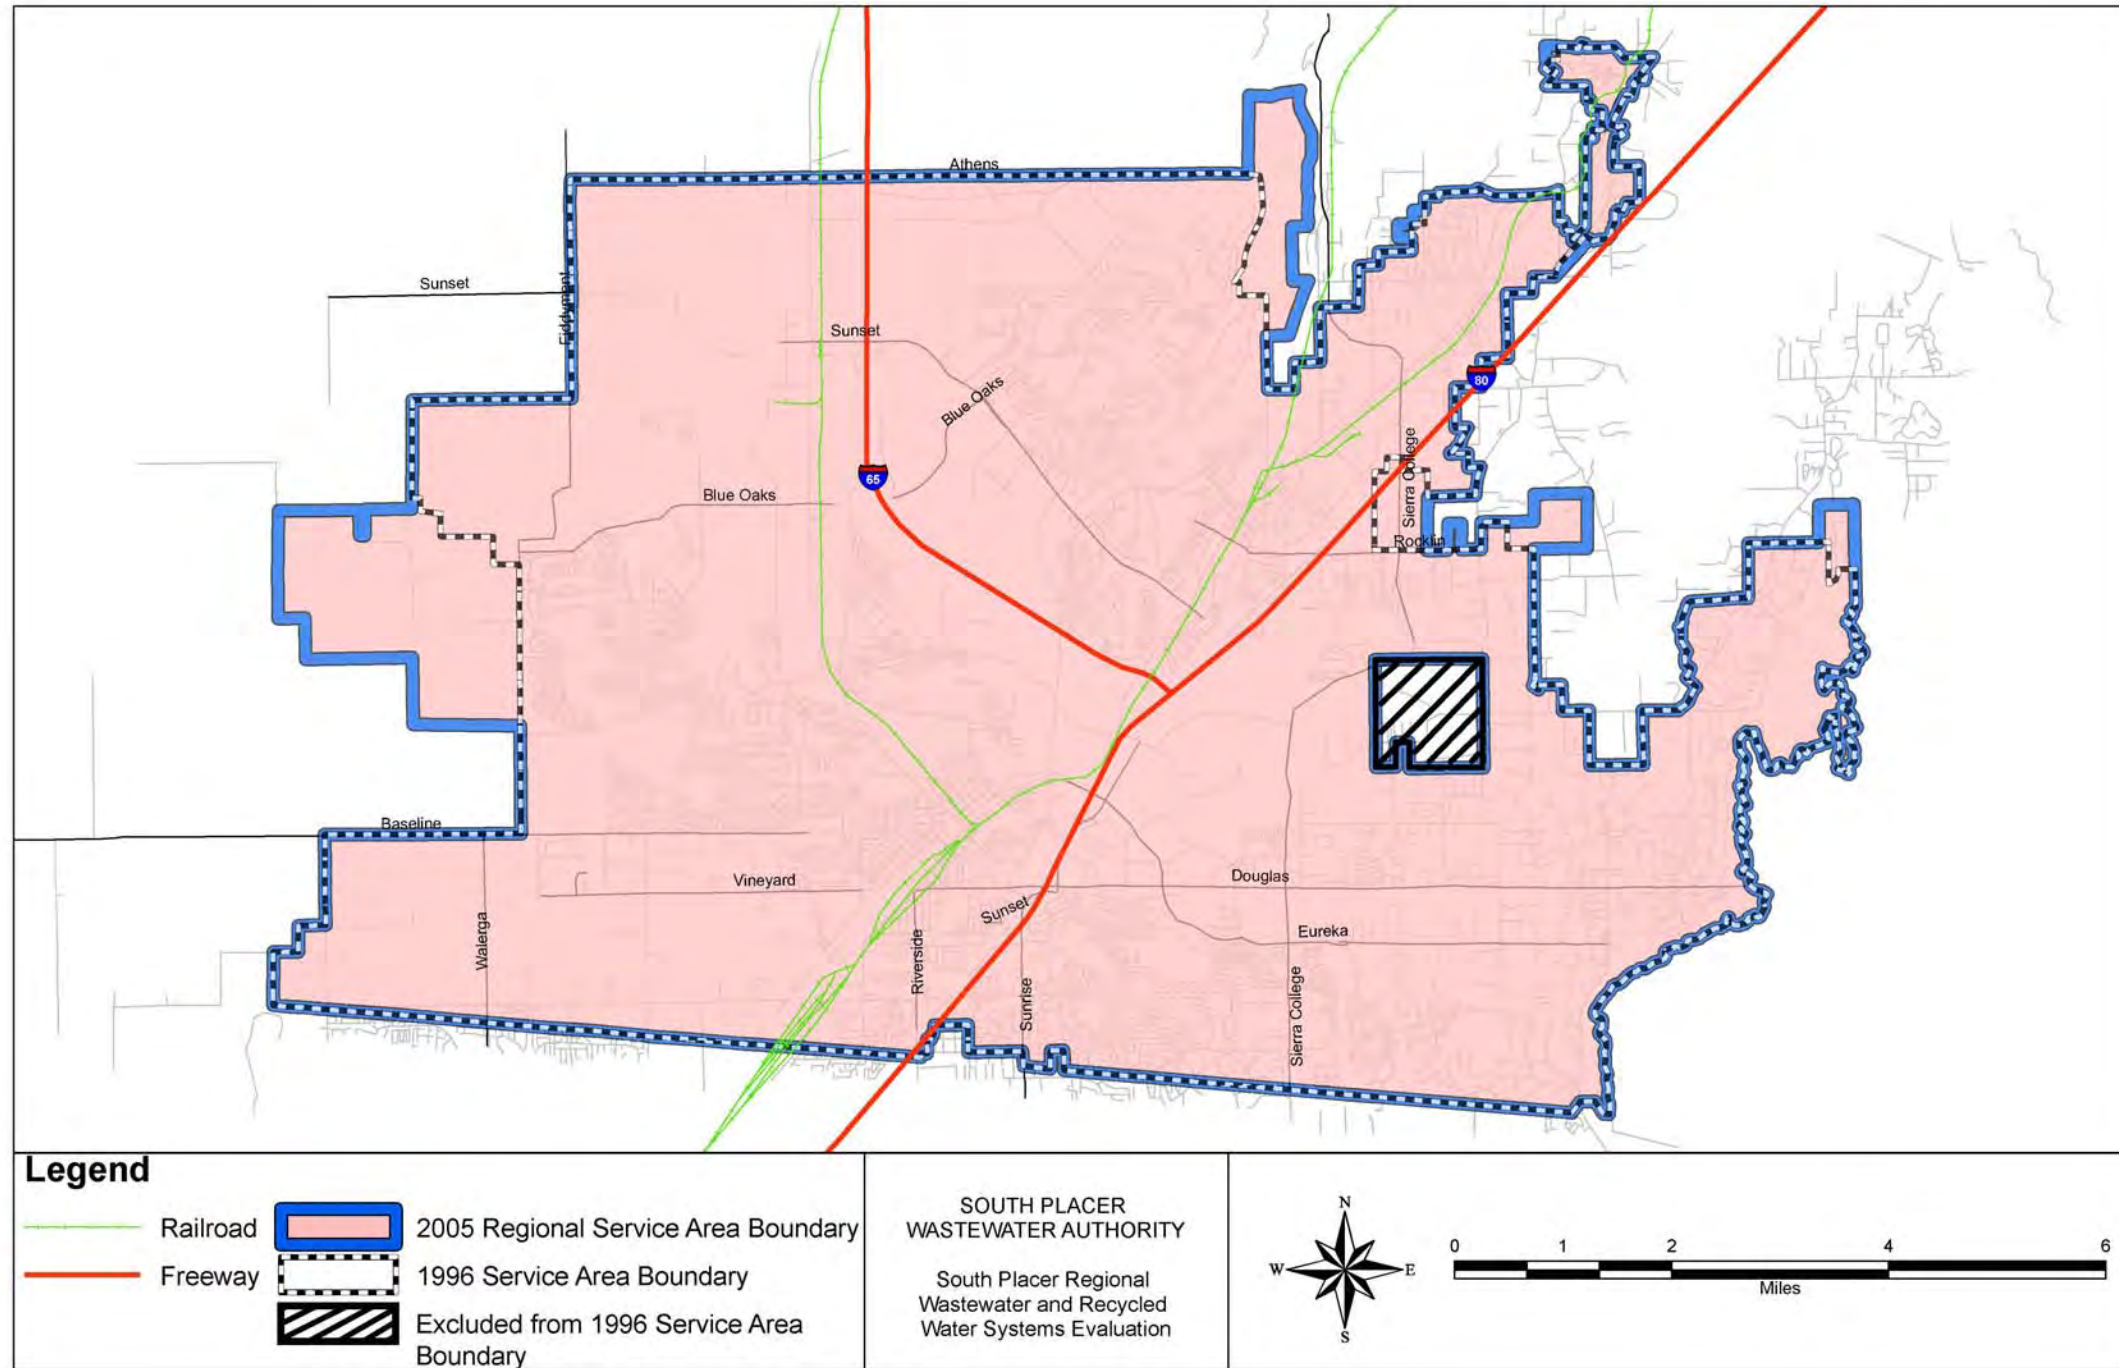 Athens
Sunset
Fiddyment
Sunset
Blue Oaks
80
Sierra College
65
Blue Oaks
Rocklin
Baseline
Vineyard
Douglas
Sunset
Walerga
Riverside
Eureka
Sunrise
Sierra College
Legend
Railroad
2005 Regional Service Area Boundary
Freeway
1996 Service Area Boundary
Excluded from 1996 Service Area
Boundary
SOUTH PLACER
WASTEWATER AUTHORITY
South Placer Regional
Wastewater and Recycled
Water Systems Evaluation
N
W E
S
0 1 2 4 6
Miles